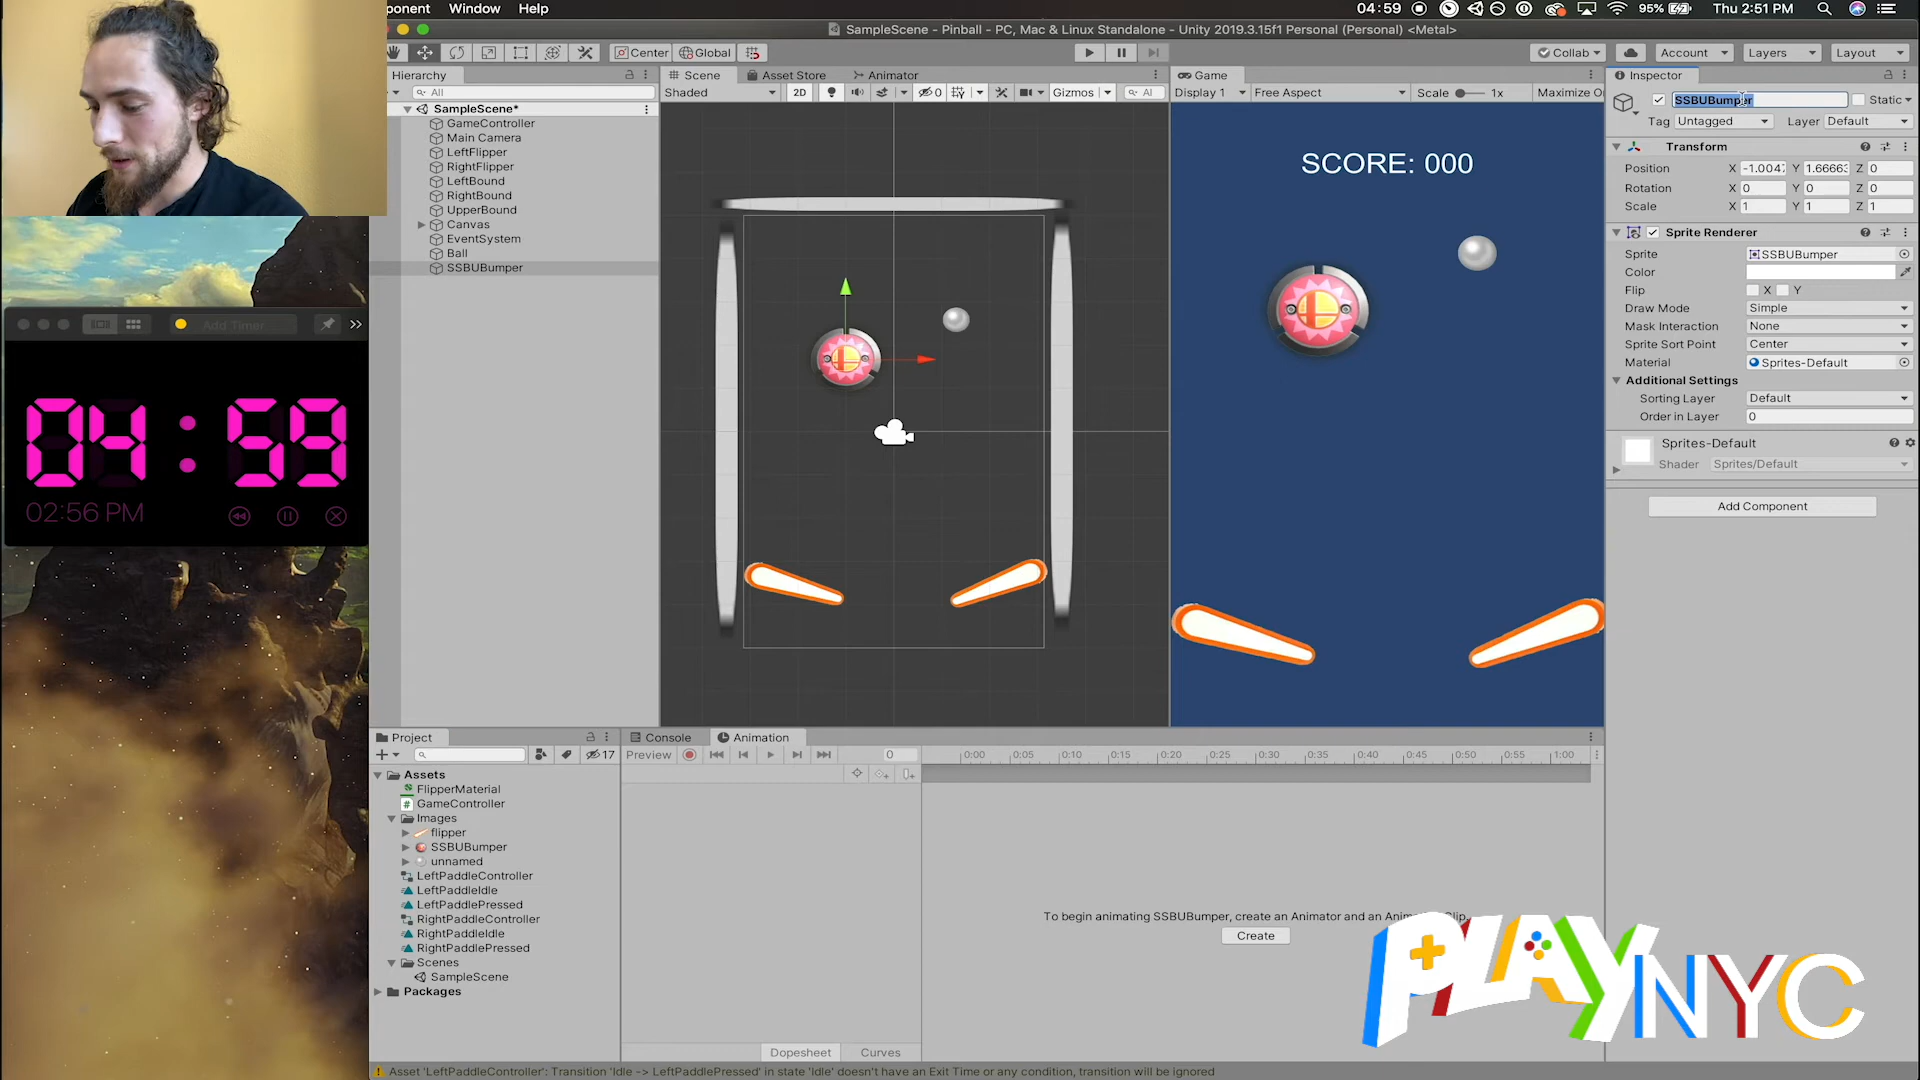 ponent Window Help
04:59 95% Thu 2:51 PM
SampleScene - Pinball - PC, Mac & Linux Standalone - Unity 2019.3.15f1 Personal (Personal) <Metal>
Center Global
Collab Account Layers Layout
Hierarchy
All
SampleScene*
GameController
Main Camera
LeftFlipper
RightFlipper
LeftBound
RightBound
UpperBound
Canvas
EventSystem
Ball
SSBUBumper
Scene Asset Store Animator
Shaded 2D 0 Gizmos Al
Game
Display 1 Free Aspect Scale 1x Maximize O
SCORE: 000
Inspector
SSBUBumper Static
Tag Untagged Layer Default
Transform
Position X -1.0047 Y 1.6666 Z 0
Rotation X 0 Y 0 Z 0
Scale X 1 Y 1 Z 1
Sprite Renderer
Sprite SSBUBumper
Color
Flip X Y
Draw Mode Simple
Mask Interaction None
Sprite Sort Point Center
Material Sprites-Default
Additional Settings
Sorting Layer Default
Order in Layer 0
Sprites-Default
Shader Sprites/Default
Add Component
Add Timer
04:59
02:56 PM
Project
17
Assets
FlipperMaterial
GameController
Images
flipper
SSBUBumper
unnamed
LeftPaddleController
LeftPaddleIdle
LeftPaddlePressed
RightPaddleController
RightPaddleIdle
RightPaddlePressed
Scenes
SampleScene
Packages
Console Animation
Preview 0 0:00 0:05 0:10 0:15 0:20 0:25 0:30 0:35 0:40 0:45 0:50 0:55 1:00
To begin animating SSBUBumper, create an Animator and an Anim
Create
Dopesheet Curves
PLAYNYC
Asset 'LeftPaddleController': Transition 'Idle -> LeftPaddlePressed' in state 'Idle' doesn't have an Exit Time or any condition, transition will be ignored